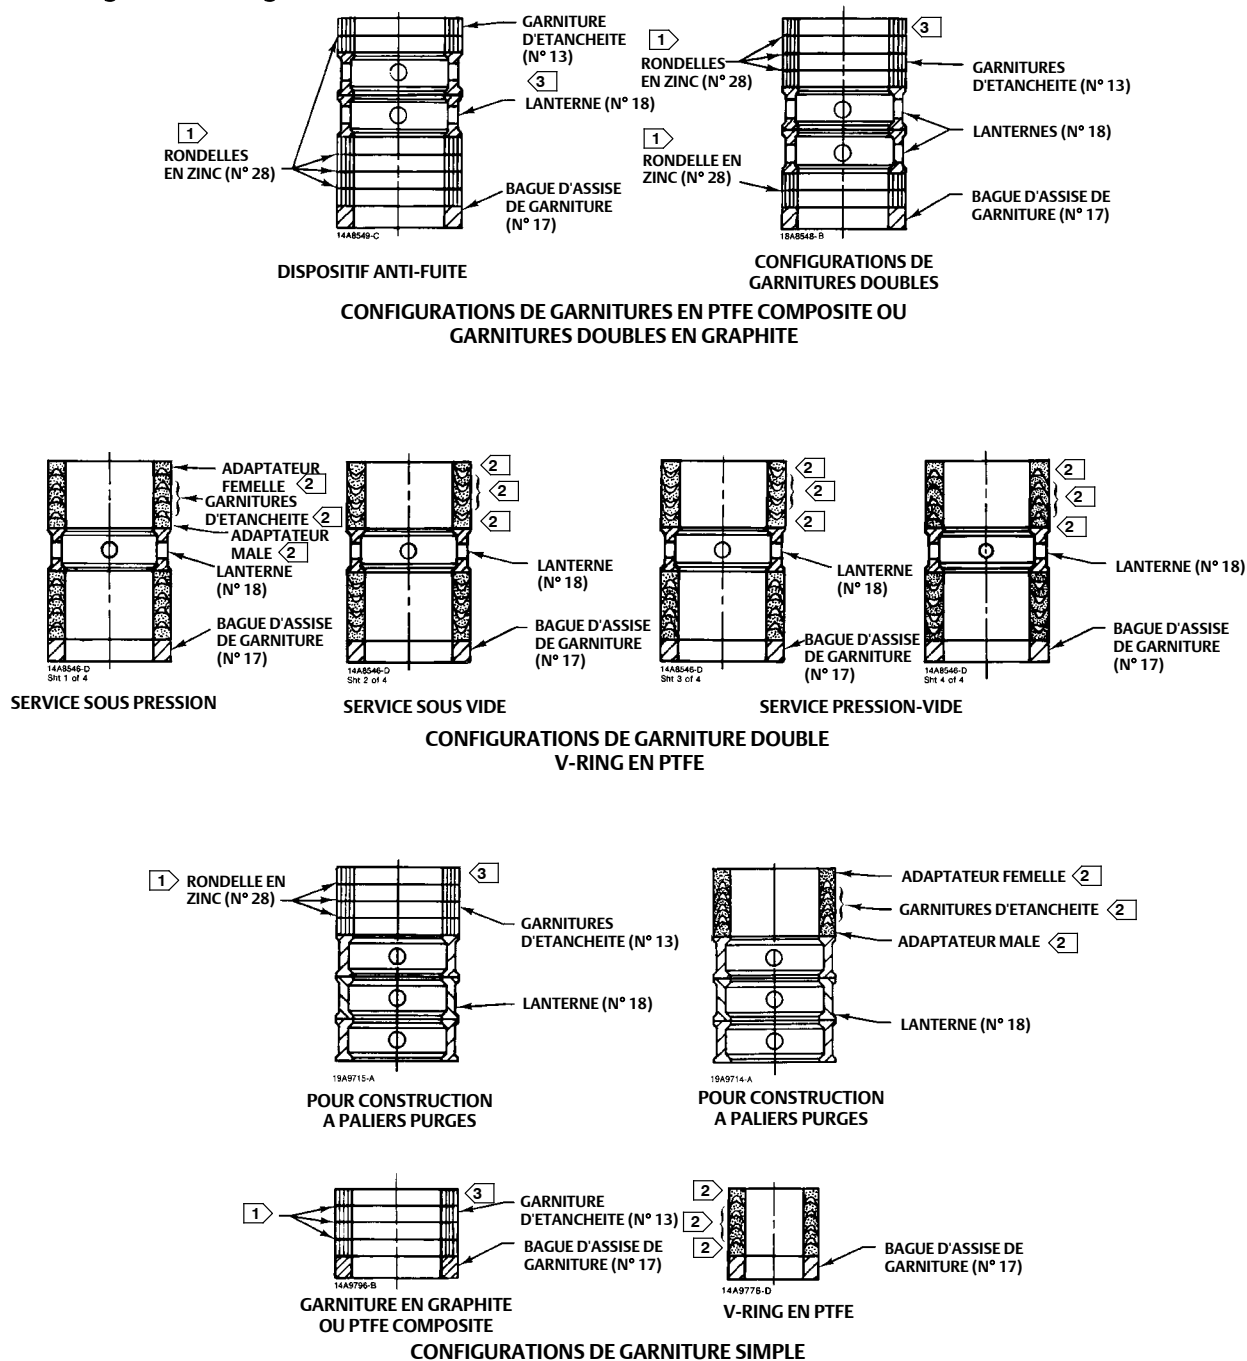 GARNITURE
D'ETANCHEITE
(N° 13)
3
LANTERNE (N° 18)
1
RONDELLES
EN ZINC (N° 28)
BAGUE D'ASSISE
DE GARNITURE
(N° 17)
14A8549-C
DISPOSITIF ANTI-FUITE
1
RONDELLES
EN ZINC (N° 28)
3
GARNITURES
D'ETANCHEITE (N° 13)
LANTERNES (N° 18)
1
RONDELLE EN
ZINC (N° 28)
BAGUE D'ASSISE DE
GARNITURE (N° 17)
18A8548-B
CONFIGURATIONS DE
GARNITURES DOUBLES
CONFIGURATIONS DE GARNITURES EN PTFE COMPOSITE OU
GARNITURES DOUBLES EN GRAPHITE
ADAPTATEUR
FEMELLE 2
GARNITURES
D'ETANCHEITE 2
ADAPTATEUR
MALE 2
LANTERNE
(N° 18)
BAGUE D'ASSISE
DE GARNITURE
(N° 17)
14A8546-D
Sht 1 of 4
SERVICE SOUS PRESSION
2
2
2
LANTERNE
(N° 18)
BAGUE D'ASSISE
DE GARNITURE
(N° 17)
14A8546-D
Sht 2 of 4
SERVICE SOUS VIDE
2
2
2
LANTERNE
(N° 18)
BAGUE D'ASSISE
DE GARNITURE
(N° 17)
14A8546-D
Sht 3 of 4
2
2
2
LANTERNE (N° 18)
BAGUE D'ASSISE
DE GARNITURE
(N° 17)
14A8546-D
Sht 4 of 4
SERVICE PRESSION-VIDE
CONFIGURATIONS DE GARNITURE DOUBLE
V-RING EN PTFE
1 RONDELLE EN
ZINC (N° 28)
3
GARNITURES
D'ETANCHEITE (N° 13)
LANTERNE (N° 18)
19A9715-A
POUR CONSTRUCTION
A PALIERS PURGES
ADAPTATEUR FEMELLE 2
GARNITURES D'ETANCHEITE 2
ADAPTATEUR MALE 2
LANTERNE (N° 18)
19A9714-A
POUR CONSTRUCTION
A PALIERS PURGES
1
3
GARNITURE
D'ETANCHEITE (N° 13)
BAGUE D'ASSISE DE
GARNITURE (N° 17)
14A9796-B
GARNITURE EN GRAPHITE
OU PTFE COMPOSITE
2
2
2
BAGUE D'ASSISE DE
GARNITURE (N° 17)
14A9776-D
V-RING EN PTFE
CONFIGURATIONS DE GARNITURE SIMPLE